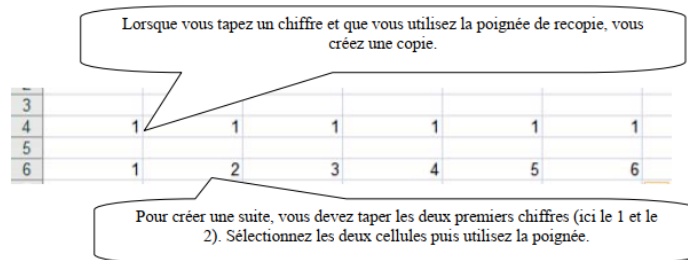 Lorsque vous tapez un chiffre et que vous utilisez la poignée de recopie, vous
créez une copie.
3
4 1 1 1 1 1 1
5
6 1 2 3 4 5 6
Pour créer une suite, vous devez taper les deux premiers chiffres (ici le 1 et le
2). Sélectionnez les deux cellules puis utilisez la poignée.